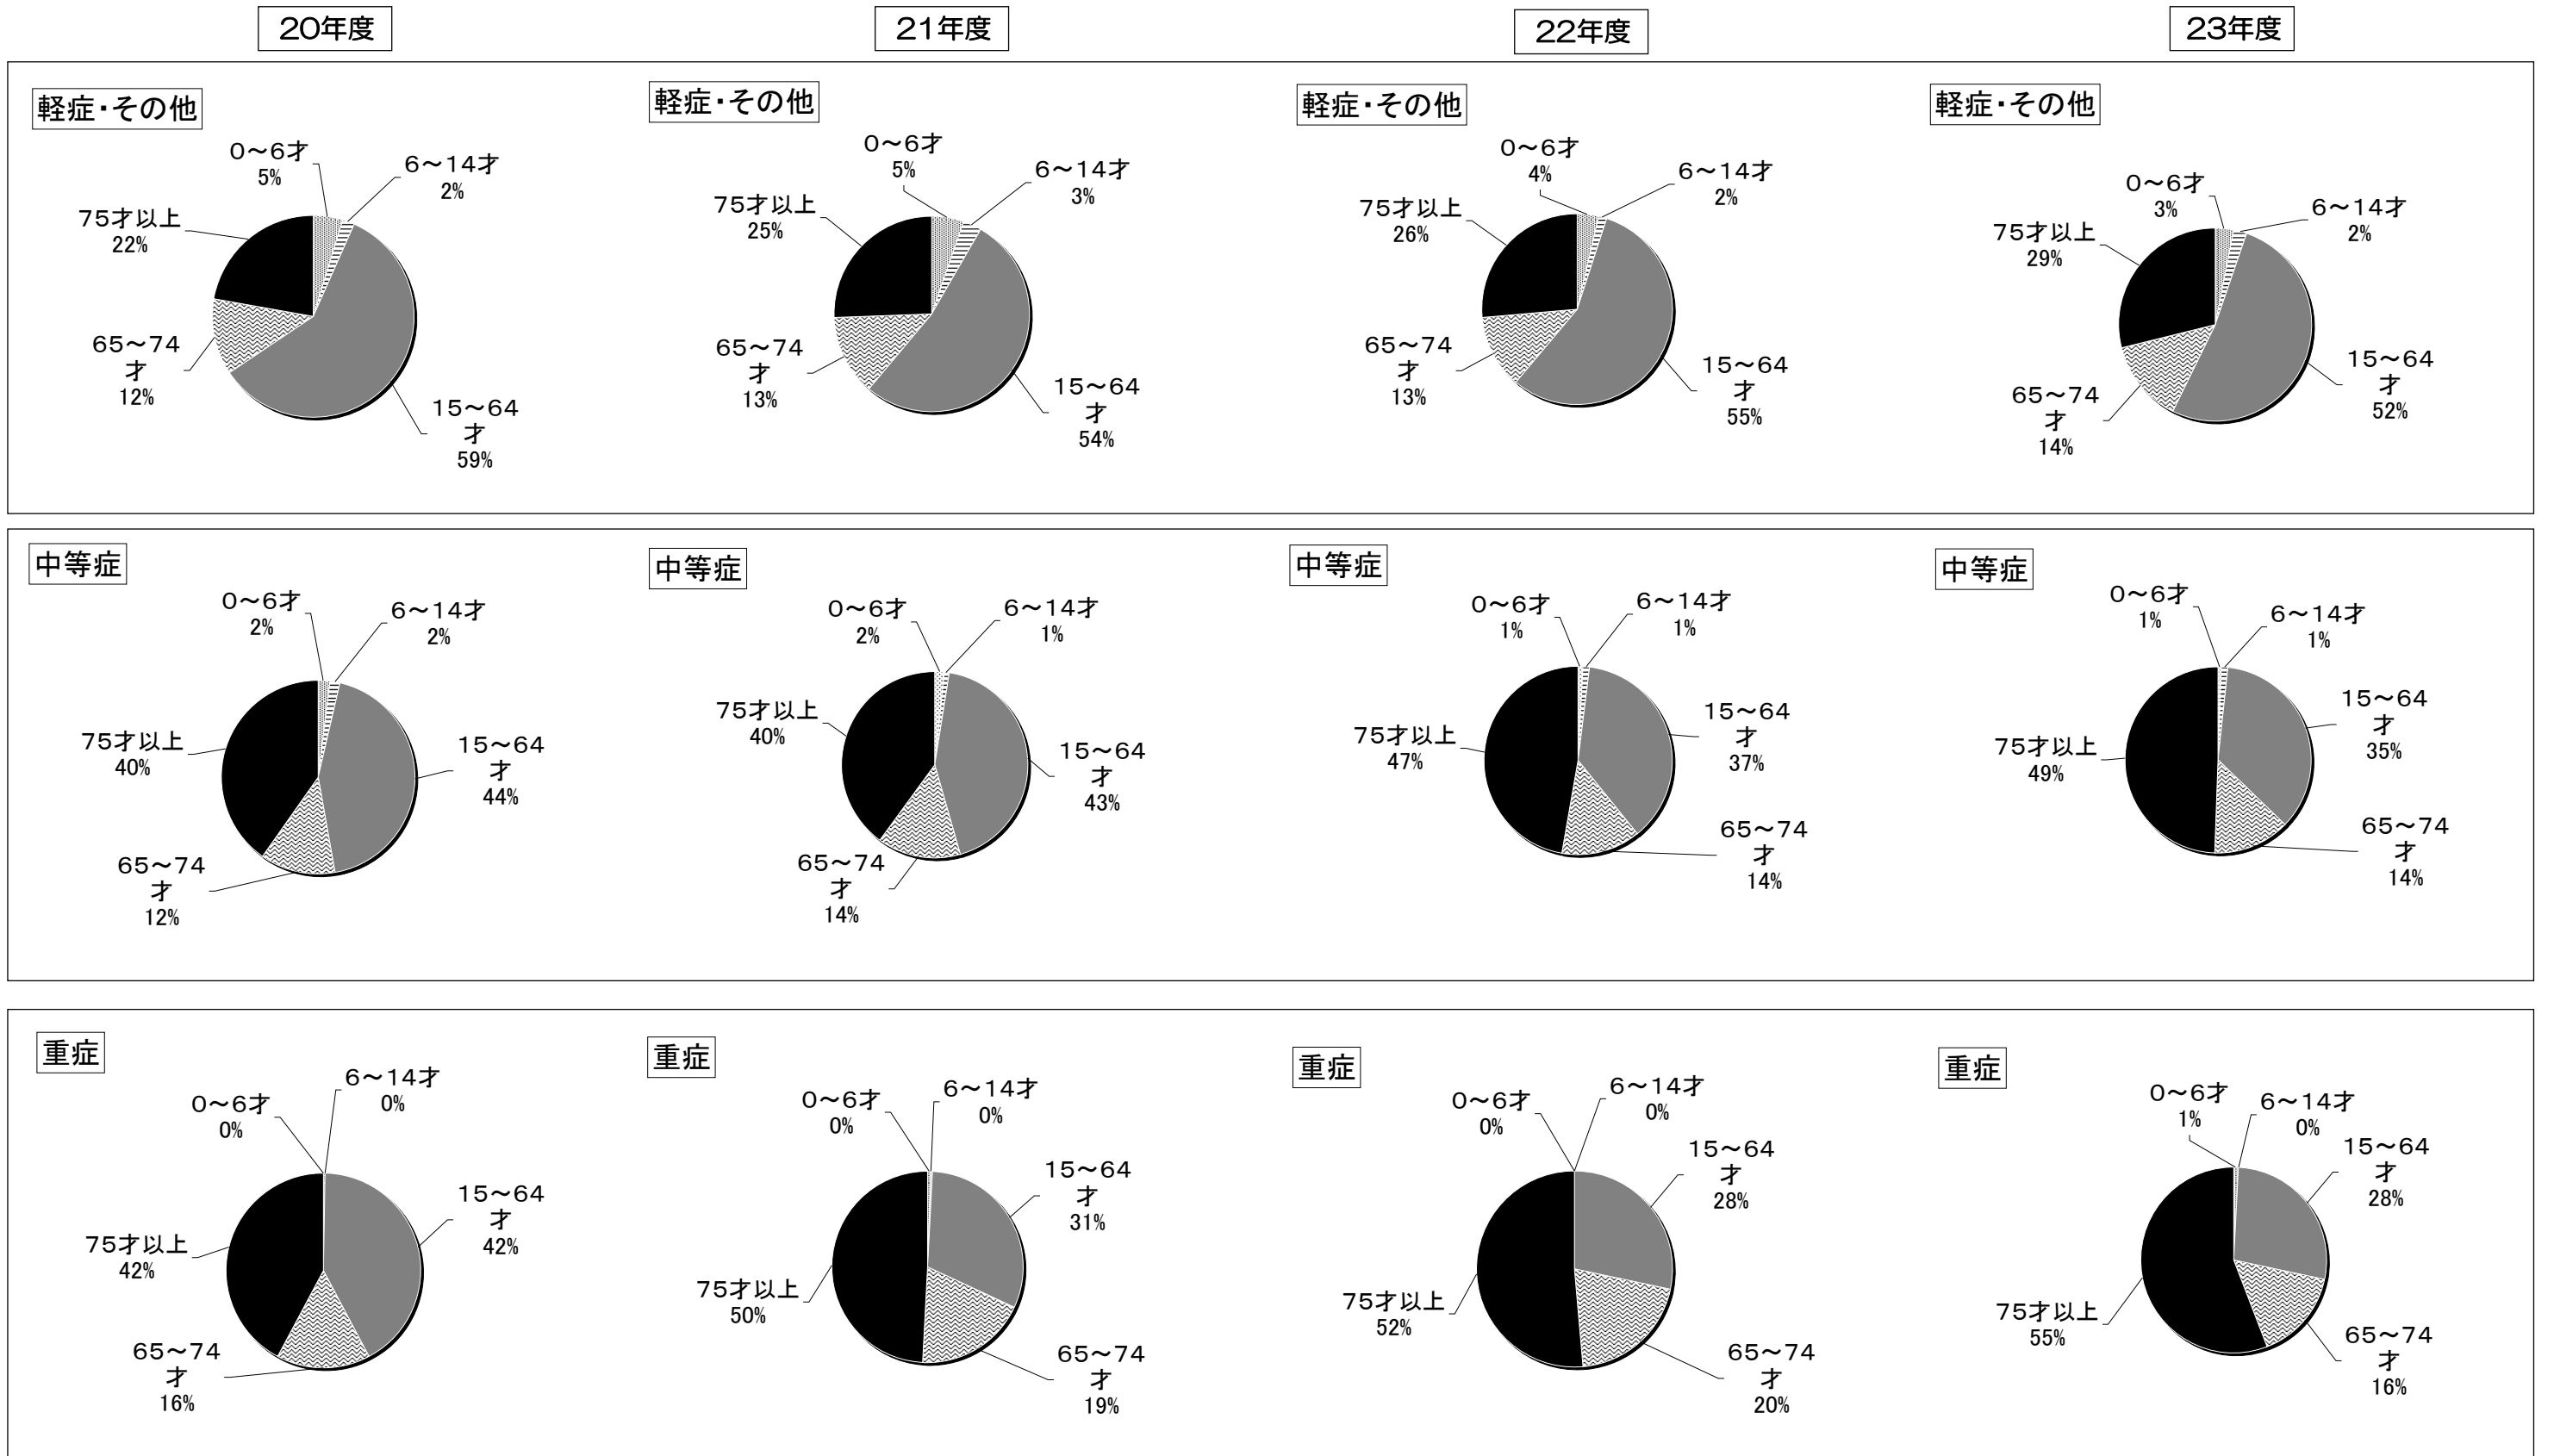 20年度
21年度
22年度
23年度
軽症・その他
0～6才
5%
6～14才
2%
75才以上
22%
65～74
才
12%
15～64
才
59%
軽症・その他
0～6才
5%
6～14才
3%
75才以上
25%
65～74
才
13%
15～64
才
54%
軽症・その他
0～6才
4%
6～14才
2%
75才以上
26%
65～74
才
13%
15～64
才
55%
軽症・その他
0～6才
3%
6～14才
2%
75才以上
29%
65～74
才
14%
15～64
才
52%
中等症
0～6才
2%
6～14才
2%
75才以上
40%
15～64
才
44%
65～74
才
12%
中等症
0～6才
2%
6～14才
1%
75才以上
40%
15～64
才
43%
65～74
才
14%
中等症
0～6才
1%
6～14才
1%
75才以上
47%
15～64
才
37%
65～74
才
14%
中等症
0～6才
1%
6～14才
1%
75才以上
49%
15～64
才
35%
65～74
才
14%
重症
0～6才
0%
6～14才
0%
75才以上
42%
15～64
才
42%
65～74
才
16%
重症
0～6才
0%
6～14才
0%
15～64
才
31%
75才以上
50%
65～74
才
19%
重症
0～6才
0%
6～14才
0%
15～64
才
28%
75才以上
52%
65～74
才
20%
重症
0～6才
1%
6～14才
0%
15～64
才
28%
75才以上
55%
65～74
才
16%